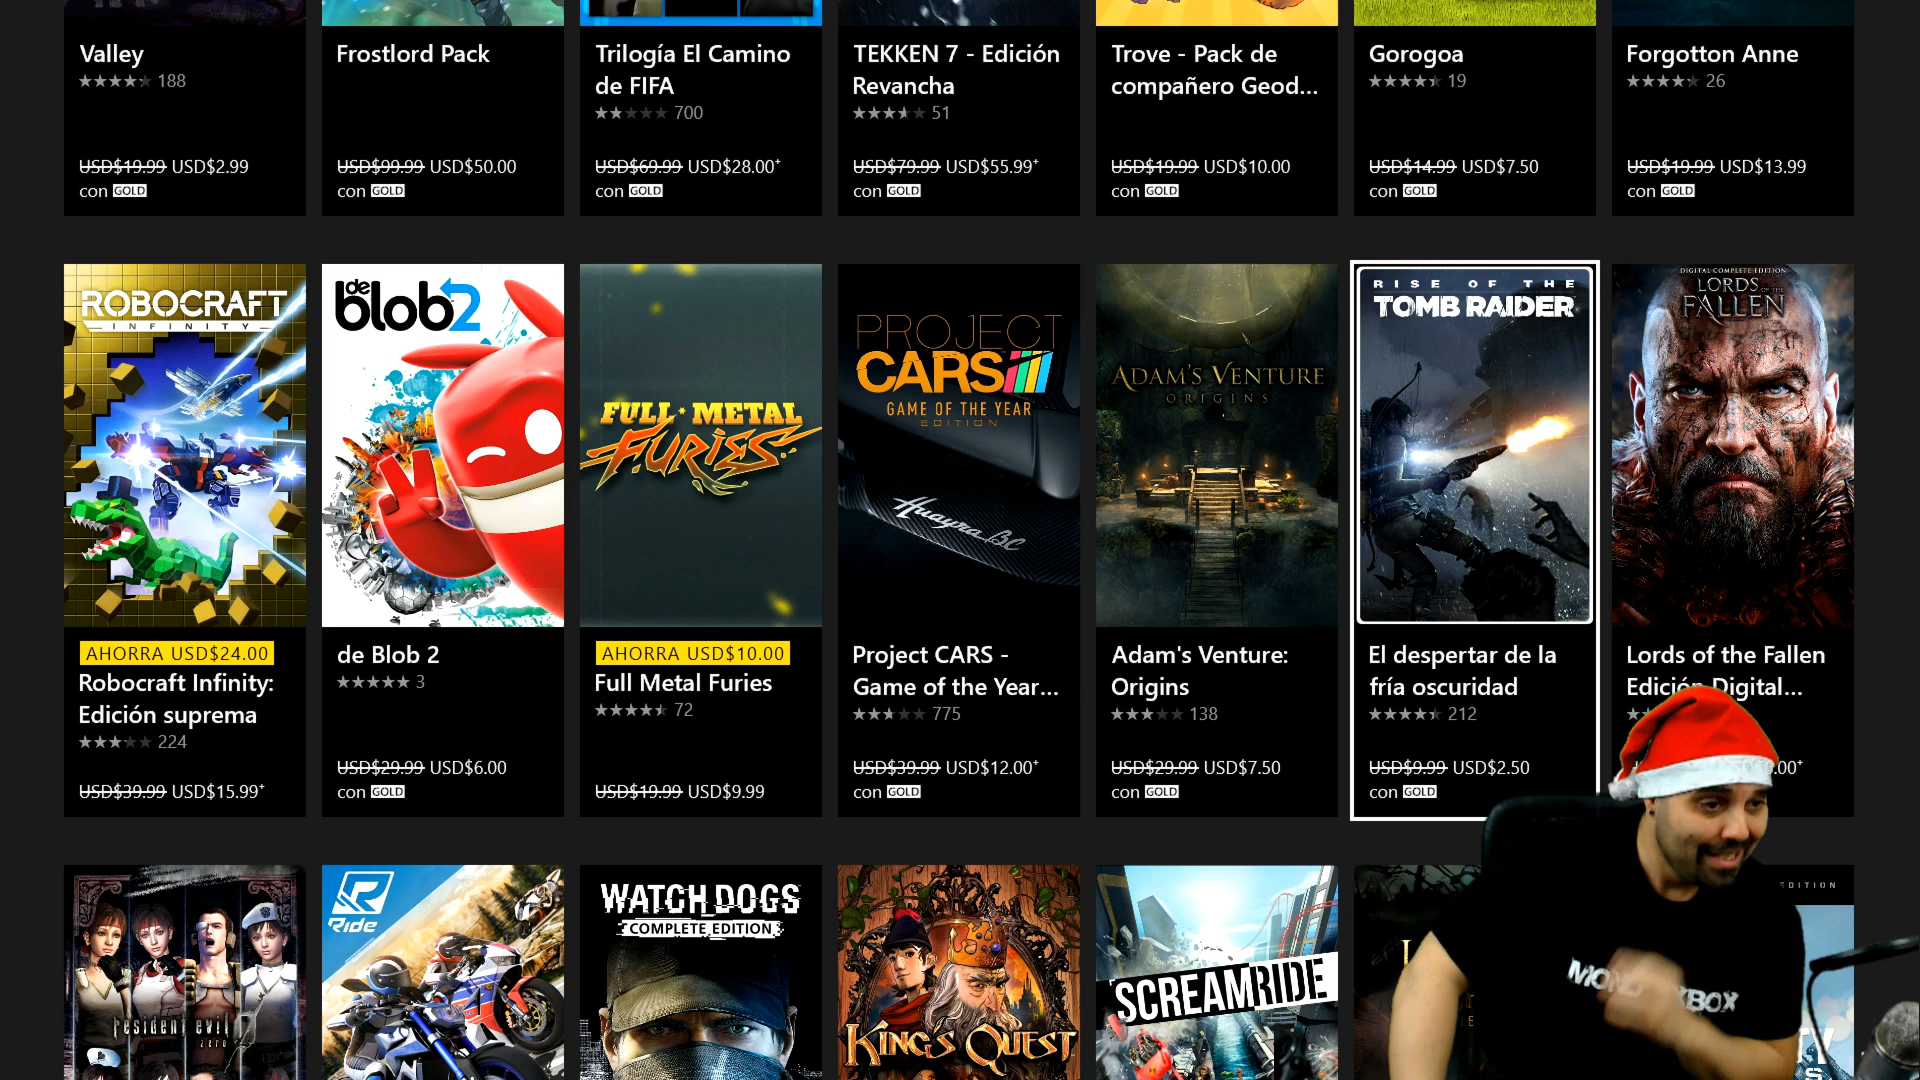 Valley
188
USD$19.99 USD$2.99
con GOLD
Frostlord Pack
USD$99.99 USD$50.00
con GOLD
Trilogía El Camino
de FIFA
700
USD$69.99 USD$28.00+
con GOLD
TEKKEN 7 - Edición
Revancha
51
USD$79.99 USD$55.99+
con GOLD
Trove - Pack de
compañero Geod...
USD$19.99 USD$10.00
con GOLD
Gorogoa
19
USD$14.99 USD$7.50
con GOLD
Forgotton Anne
26
USD$19.99 USD$13.99
con GOLD
ROBOCRAFT
INFINITY
AHORRA USD$24.00
Robocraft Infinity:
Edición suprema
224
USD$39.99 USD$15.99+
de
blob2
de Blob 2
3
USD$29.99 USD$6.00
con GOLD
FULL METAL
FURIES
AHORRA USD$10.00
Full Metal Furies
72
USD$19.99 USD$9.99
PROJECT
CARS
GAME OF THE YEAR
EDITION
Huayra BC
Project CARS -
Game of the Year...
775
USD$39.99 USD$12.00+
con GOLD
ADAM'S VENTURE
ORIGINS
Adam's Venture:
Origins
138
USD$29.99 USD$7.50
con GOLD
RISE OF THE
TOMB RAIDER
El despertar de la
fría oscuridad
212
USD$9.99 USD$2.50
con GOLD
DIGITAL COMPLETE EDITION
LORDS OF THE
FALLEN
Lords of the Fallen
Edición Digital...
.00+
resident evil
zero
R
Ride
WATCH DOGS
COMPLETE EDITION
KING'S QUEST
SCREAMRIDE
EDITION
XBOX